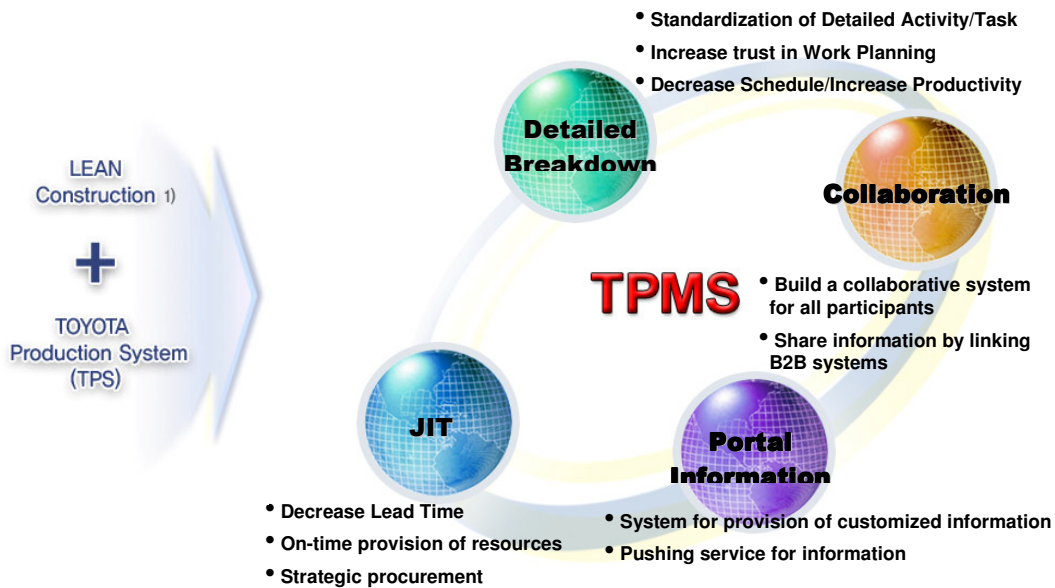 LEAN
Construction 1)
+
TOYOTA
Production System
(TPS)
• Standardization of Detailed Activity/Task
• Increase trust in Work Planning
• Decrease Schedule/Increase Productivity
Detailed
Breakdown
Collaboration
TPMS
• Build a collaborative system
for all participants
• Share information by linking
B2B systems
JIT
• Decrease Lead Time
• On-time provision of resources
• Strategic procurement
Portal
Information
• System for provision of customized information
• Pushing service for information